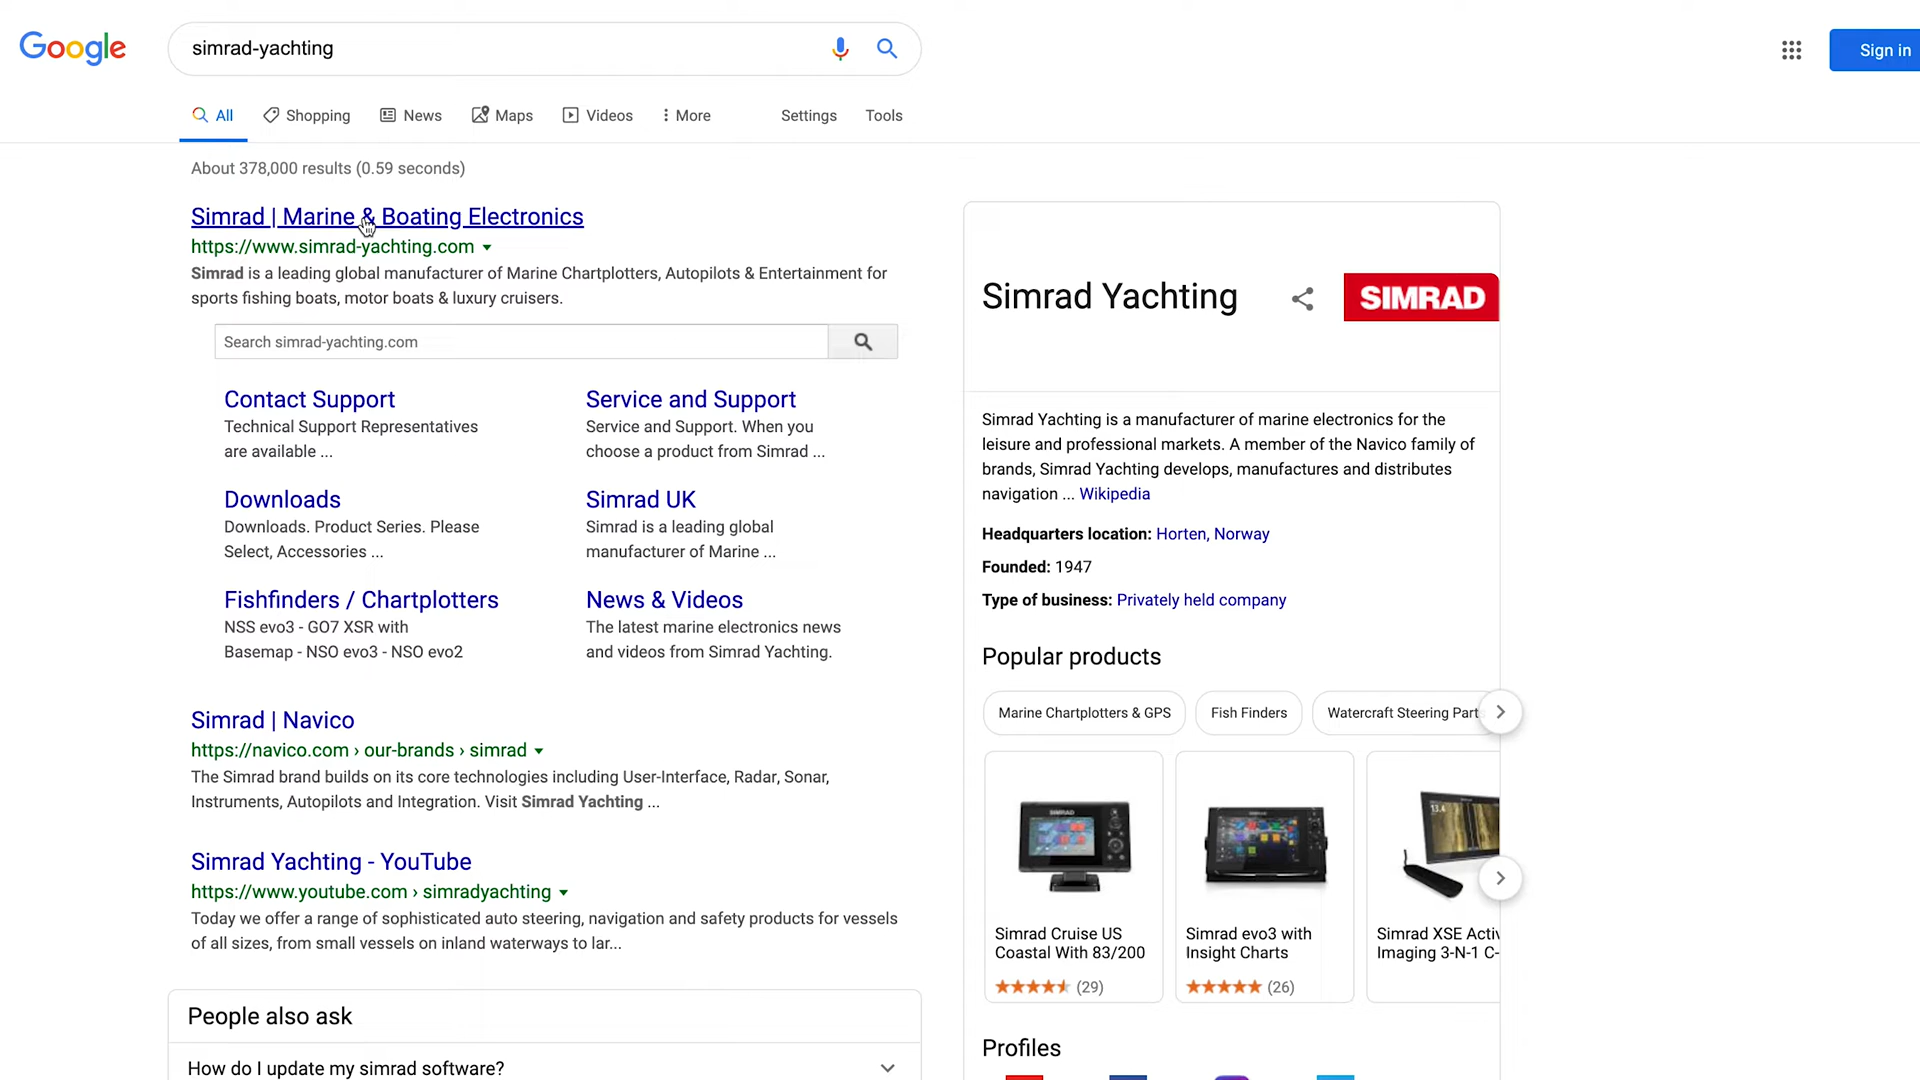 Google
simrad-yachting
Sign in
All
Shopping
News
Maps
Videos
More
Settings
Tools
About 378,000 results (0.59 seconds)
Simrad | Marine & Boating Electronics
https://www.simrad-yachting.com
Simrad is a leading global manufacturer of Marine Chartplotters, Autopilots & Entertainment for
sports fishing boats, motor boats & luxury cruisers.
Search simrad-yachting.com
Contact Support
Technical Support Representatives
are available ...
Service and Support
Service and Support. When you
choose a product from Simrad ...
Downloads
Downloads. Product Series. Please
Select, Accessories ...
Simrad UK
Simrad is a leading global
manufacturer of Marine ...
Fishfinders / Chartplotters
NSS evo3 - GO7 XSR with
Basemap - NSO evo3 - NSO evo2
News & Videos
The latest marine electronics news
and videos from Simrad Yachting.
Simrad | Navico
https://navico.com › our-brands › simrad
The Simrad brand builds on its core technologies including User-Interface, Radar, Sonar,
Instruments, Autopilots and Integration. Visit Simrad Yachting ...
Simrad Yachting - YouTube
https://www.youtube.com › simradyachting
Today we offer a range of sophisticated auto steering, navigation and safety products for vessels
of all sizes, from small vessels on inland waterways to lar...
People also ask
How do I update my simrad software?
Simrad Yachting
SIMRAD
Simrad Yachting is a manufacturer of marine electronics for the
leisure and professional markets. A member of the Navico family of
brands, Simrad Yachting develops, manufactures and distributes
navigation ... Wikipedia
Headquarters location: Horten, Norway
Founded: 1947
Type of business: Privately held company
Popular products
Marine Chartplotters & GPS
Fish Finders
Watercraft Steering Part
SIMRAD
13.4
Simrad Cruise US
Coastal With 83/200
(29)
Simrad evo3 with
Insight Charts
(26)
Simrad XSE Activ
Imaging 3-N-1 C-
Profiles